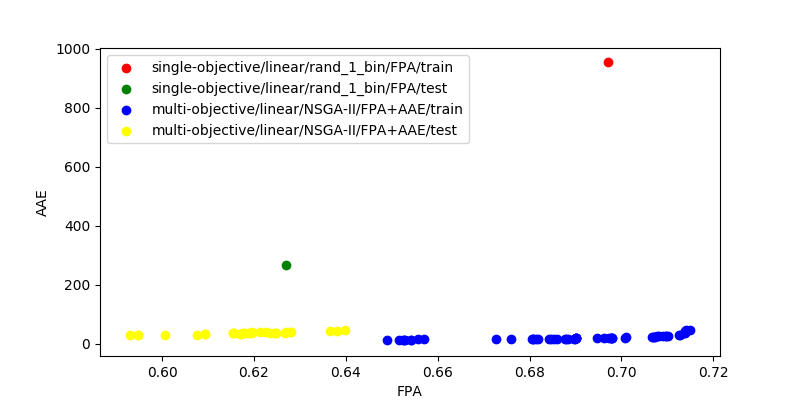 1000
800
600
400
200
0
AAE
single-objective/linear/rand_1_bin/FPA/train
single-objective/linear/rand_1_bin/FPA/test
multi-objective/linear/NSGA-II/FPA+AAE/train
multi-objective/linear/NSGA-II/FPA+AAE/test
0.60 0.62 0.64 0.66 0.68 0.70 0.72
FPA